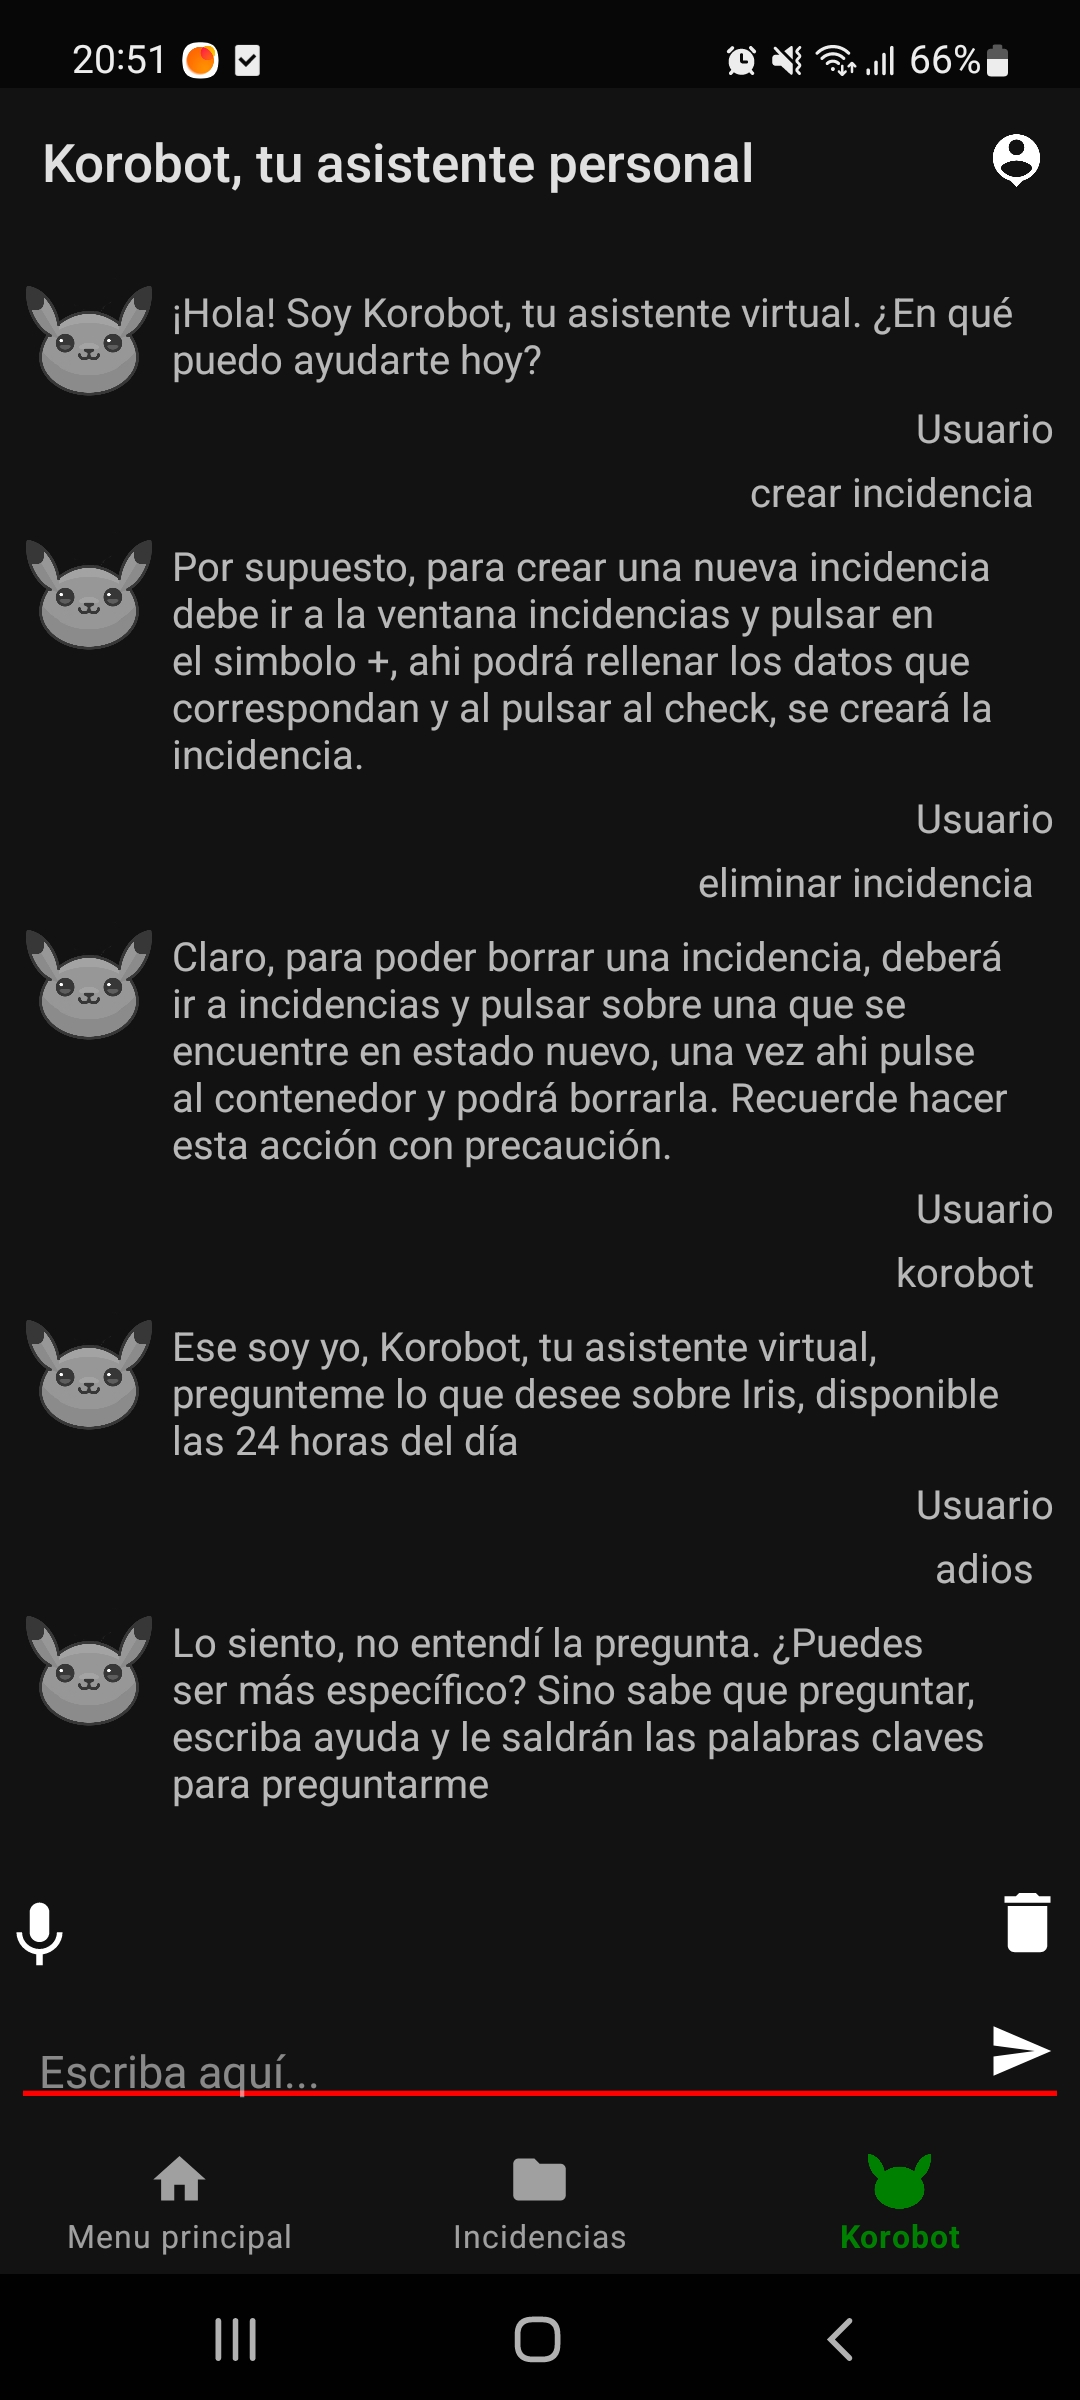 20:51
66%
Korobot, tu asistente personal
¡Hola! Soy Korobot, tu asistente virtual. ¿En qué
puedo ayudarte hoy?
Usuario
crear incidencia
Por supuesto, para crear una nueva incidencia
debe ir a la ventana incidencias y pulsar en
el simbolo +, ahi podrá rellenar los datos que
correspondan y al pulsar al check, se creará la
incidencia.
Usuario
eliminar incidencia
Claro, para poder borrar una incidencia, deberá
ir a incidencias y pulsar sobre una que se
encuentre en estado nuevo, una vez ahi pulse
al contenedor y podrá borrarla. Recuerde hacer
esta acción con precaución.
Usuario
korobot
Ese soy yo, Korobot, tu asistente virtual,
pregunteme lo que desee sobre Iris, disponible
las 24 horas del día
Usuario
adios
Lo siento, no entendí la pregunta. ¿Puedes
ser más específico? Sino sabe que preguntar,
escriba ayuda y le saldrán las palabras claves
para preguntarme
Escriba aquí...
Menu principal
Incidencias
Korobot